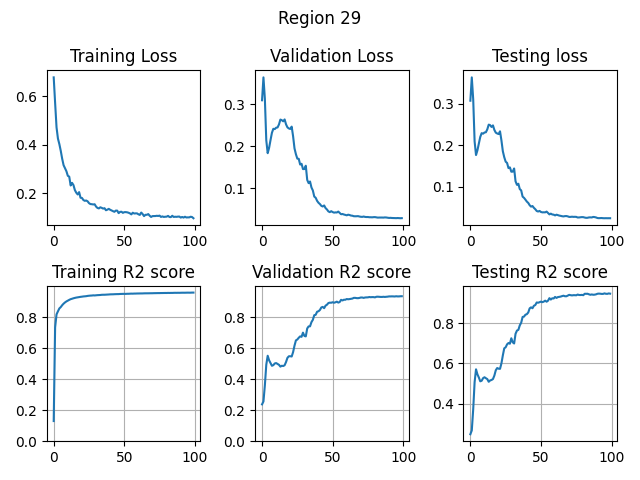 Region 29
Training Loss
Validation Loss
Testing loss
0.6
0.4
0.2
0 50 100
0.3
0.2
0.1
0 50 100
0.3
0.2
0.1
0 50 100
Training R2 score
Validation R2 score
Testing R2 score
0.8
0.6
0.4
0.2
0.0
0 50 100
0.8
0.6
0.4
0.2
0.0
0 50 100
0.8
0.6
0.4
0 50 100